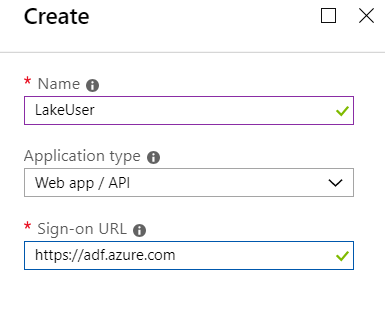 Create
* Name
LakeUser
Application type
Web app / API
* Sign-on URL
https://adf.azure.com